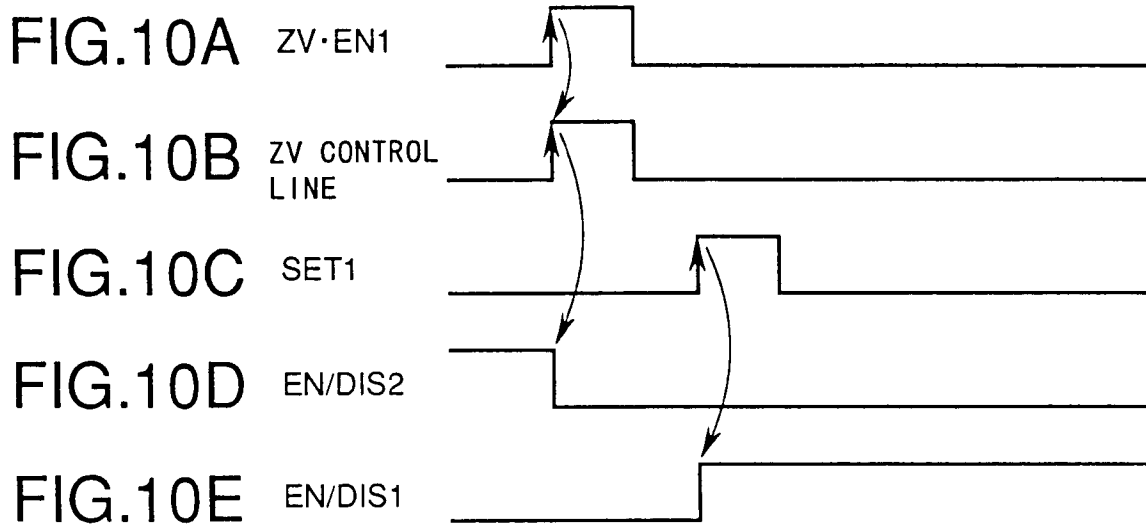 FIG.10A ZV·EN1
FIG.10B ZV CONTROL
LINE
FIG.10C SET1
FIG.10D EN/DIS2
FIG.10E EN/DIS1